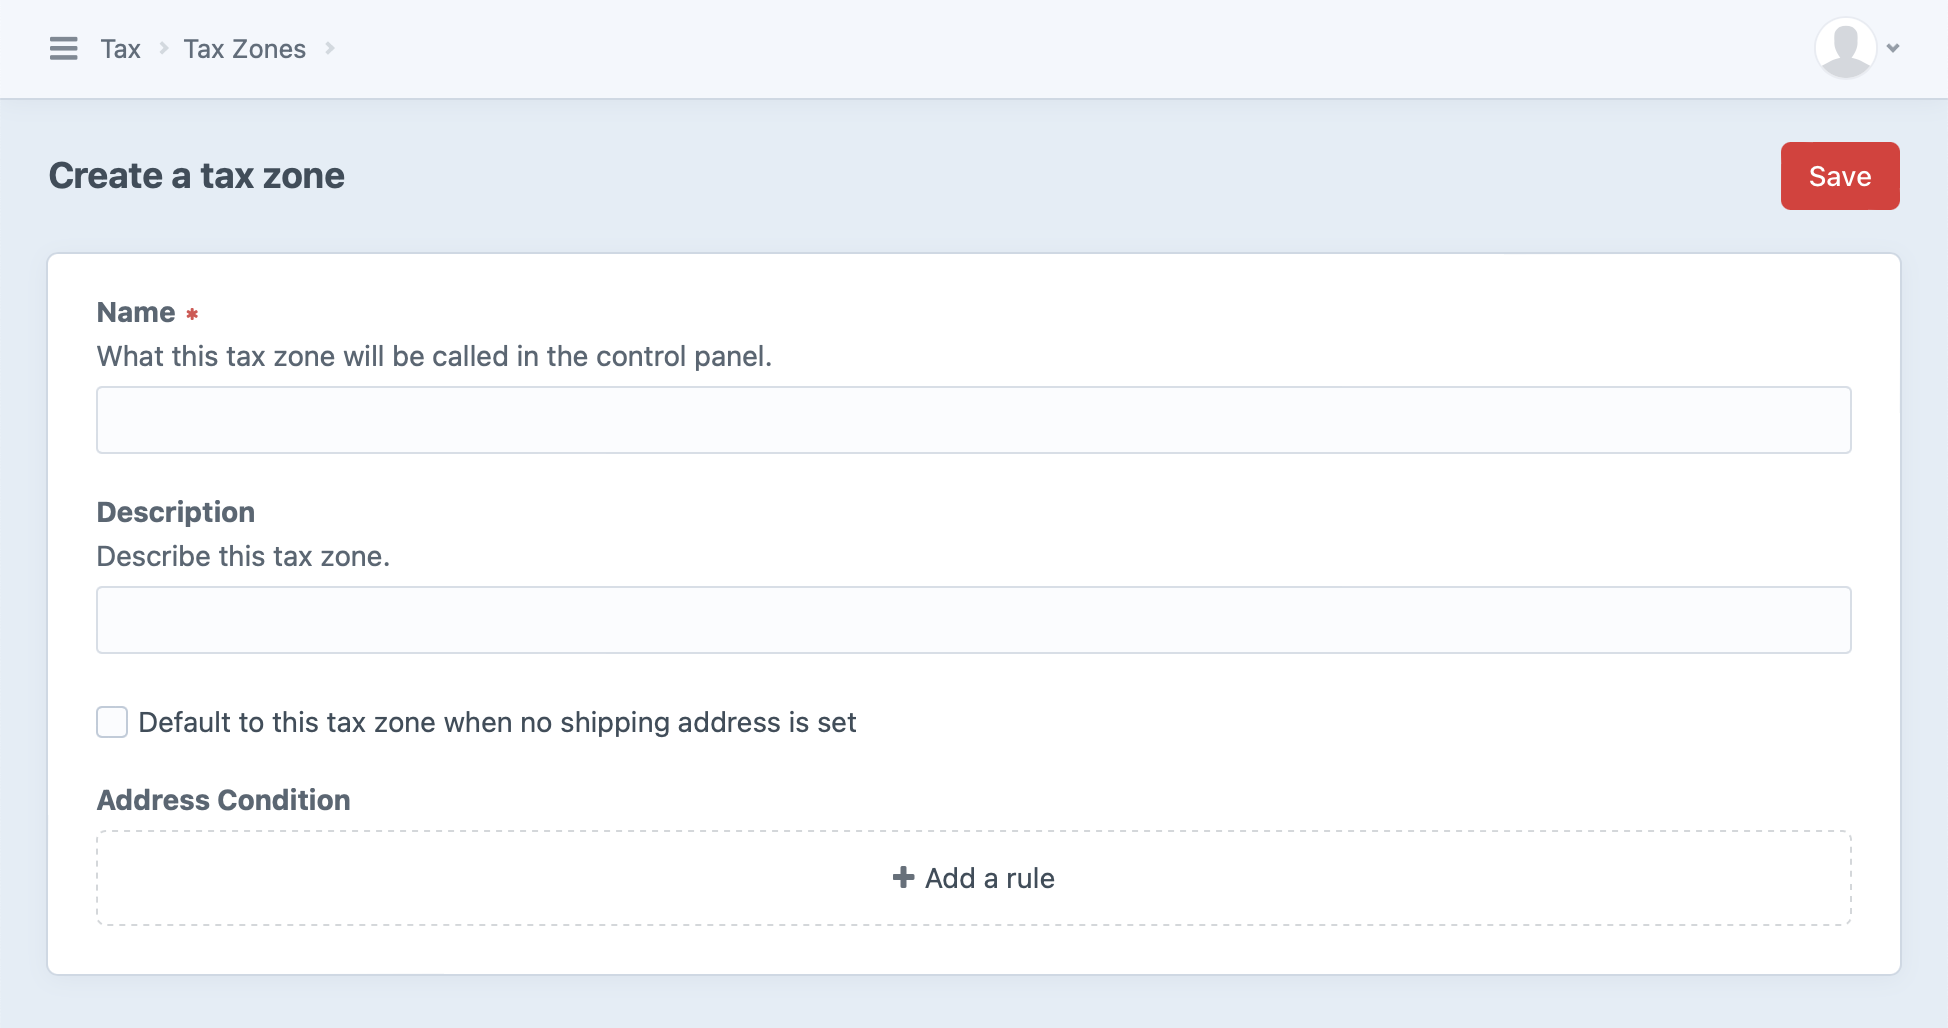 Tax Tax Zones
Create a tax zone
Save
Name *
What this tax zone will be called in the control panel.
Description
Describe this tax zone.
Default to this tax zone when no shipping address is set
Address Condition
Add a rule